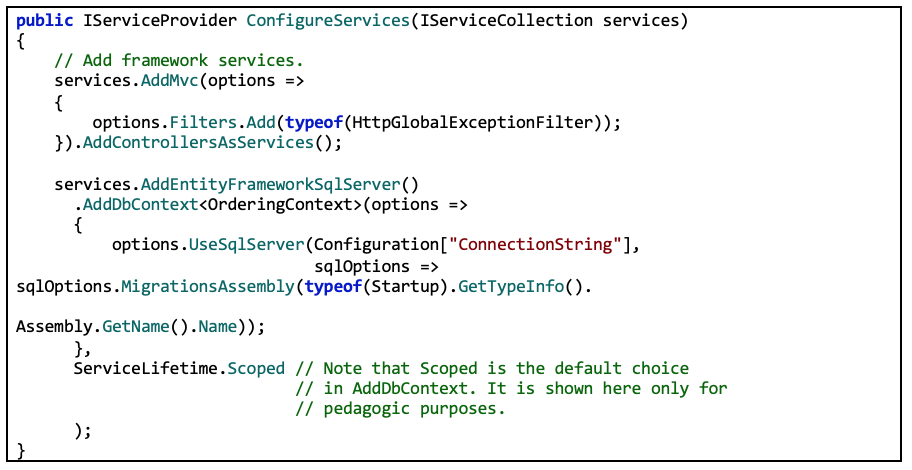 public IServiceProvider ConfigureServices(IServiceCollection services)
{
    // Add framework services.
    services.AddMvc(options =>
    {
        options.Filters.Add(typeof(HttpGlobalExceptionFilter));
    }).AddControllersAsServices();

    services.AddEntityFrameworkSqlServer()
      .AddDbContext<OrderingContext>(options =>
      {
          options.UseSqlServer(Configuration["ConnectionString"],
                               sqlOptions =>
sqlOptions.MigrationsAssembly(typeof(Startup).GetTypeInfo().

Assembly.GetName().Name));
      },
      ServiceLifetime.Scoped // Note that Scoped is the default choice
                             // in AddDbContext. It is shown here only for
                             // pedagogic purposes.
      );
}